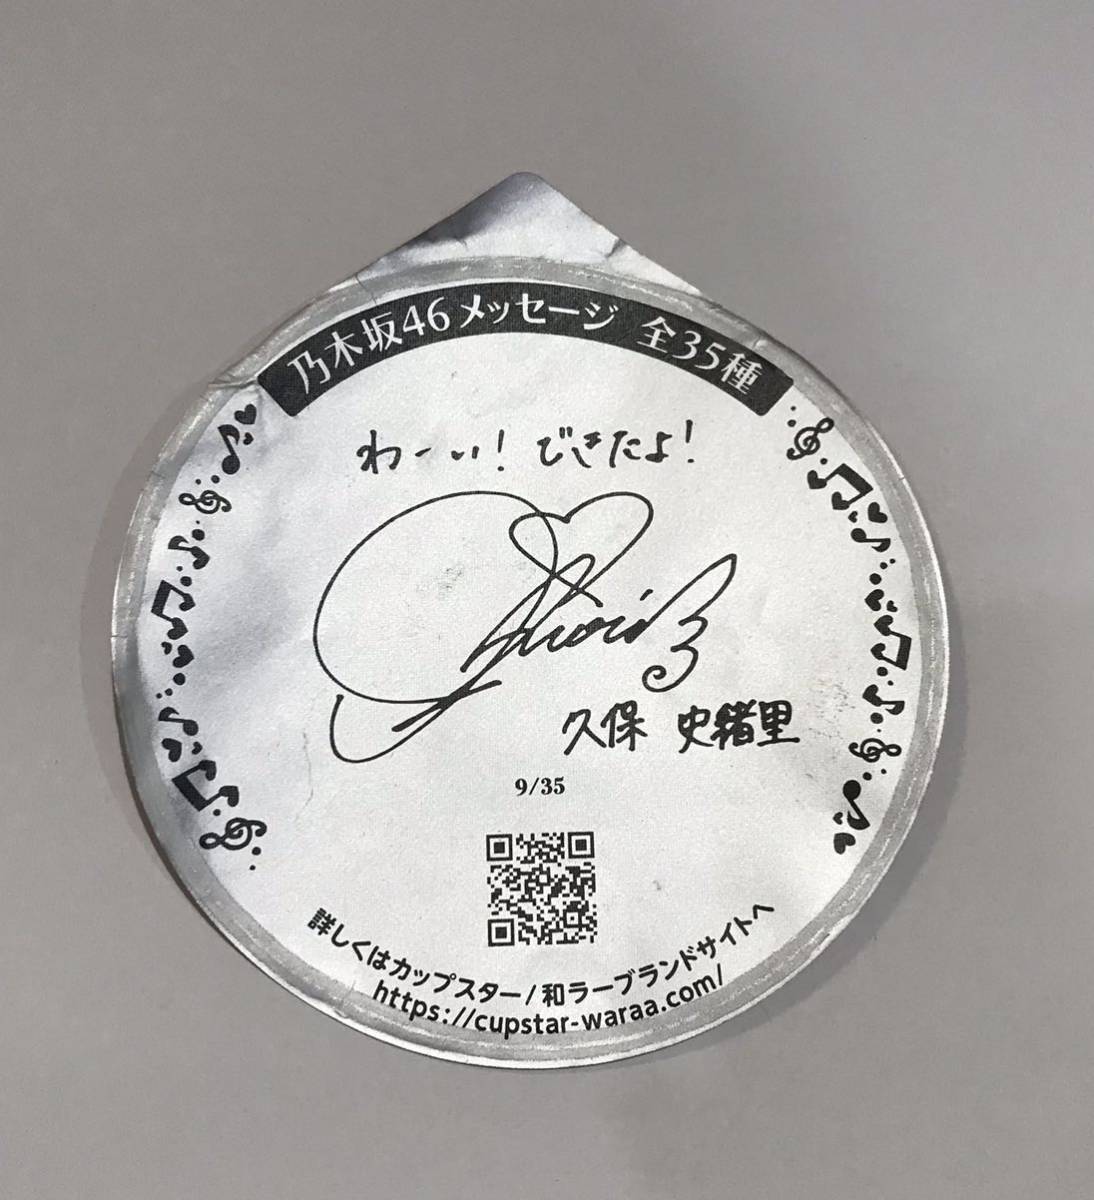 乃木坂46メッセージ 全35種
わーい!できたよ!
Shiori
久保 史緒里
9/35
詳しくはカップスター/和ラーブランドサイトへ
https://cupstar-waraa.com/